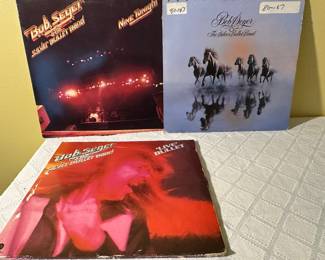 Bob Seger
& THE
SILVER BULLET BAND
Nine Tonight
Bob Seger
& The Silver Bullet Band
Bob Seger
& THE
SILVER BULLET BAND
'LIVE'
BULLET